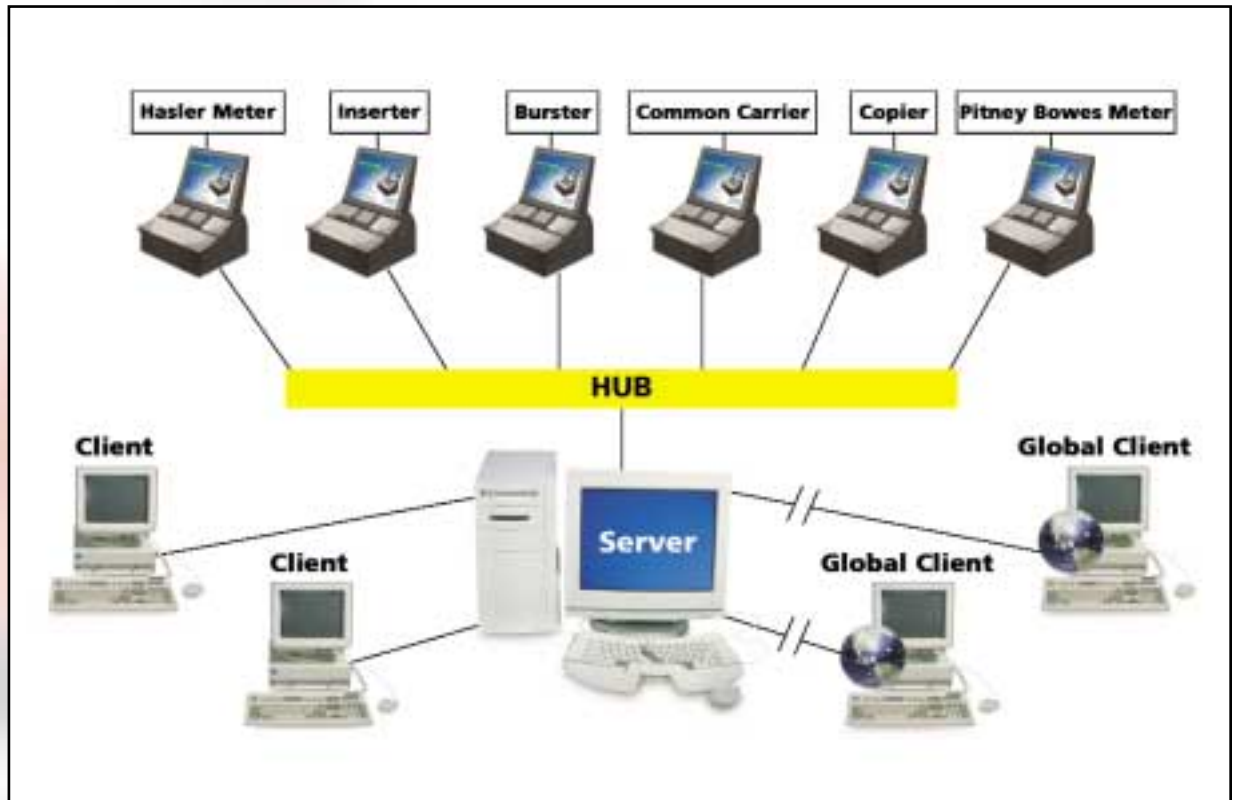 Hasler Meter
Inserter
Burster
Common Carrier
Copier
Pitney Bowes Meter
HUB
Client
Global Client
Server
Client
Global Client